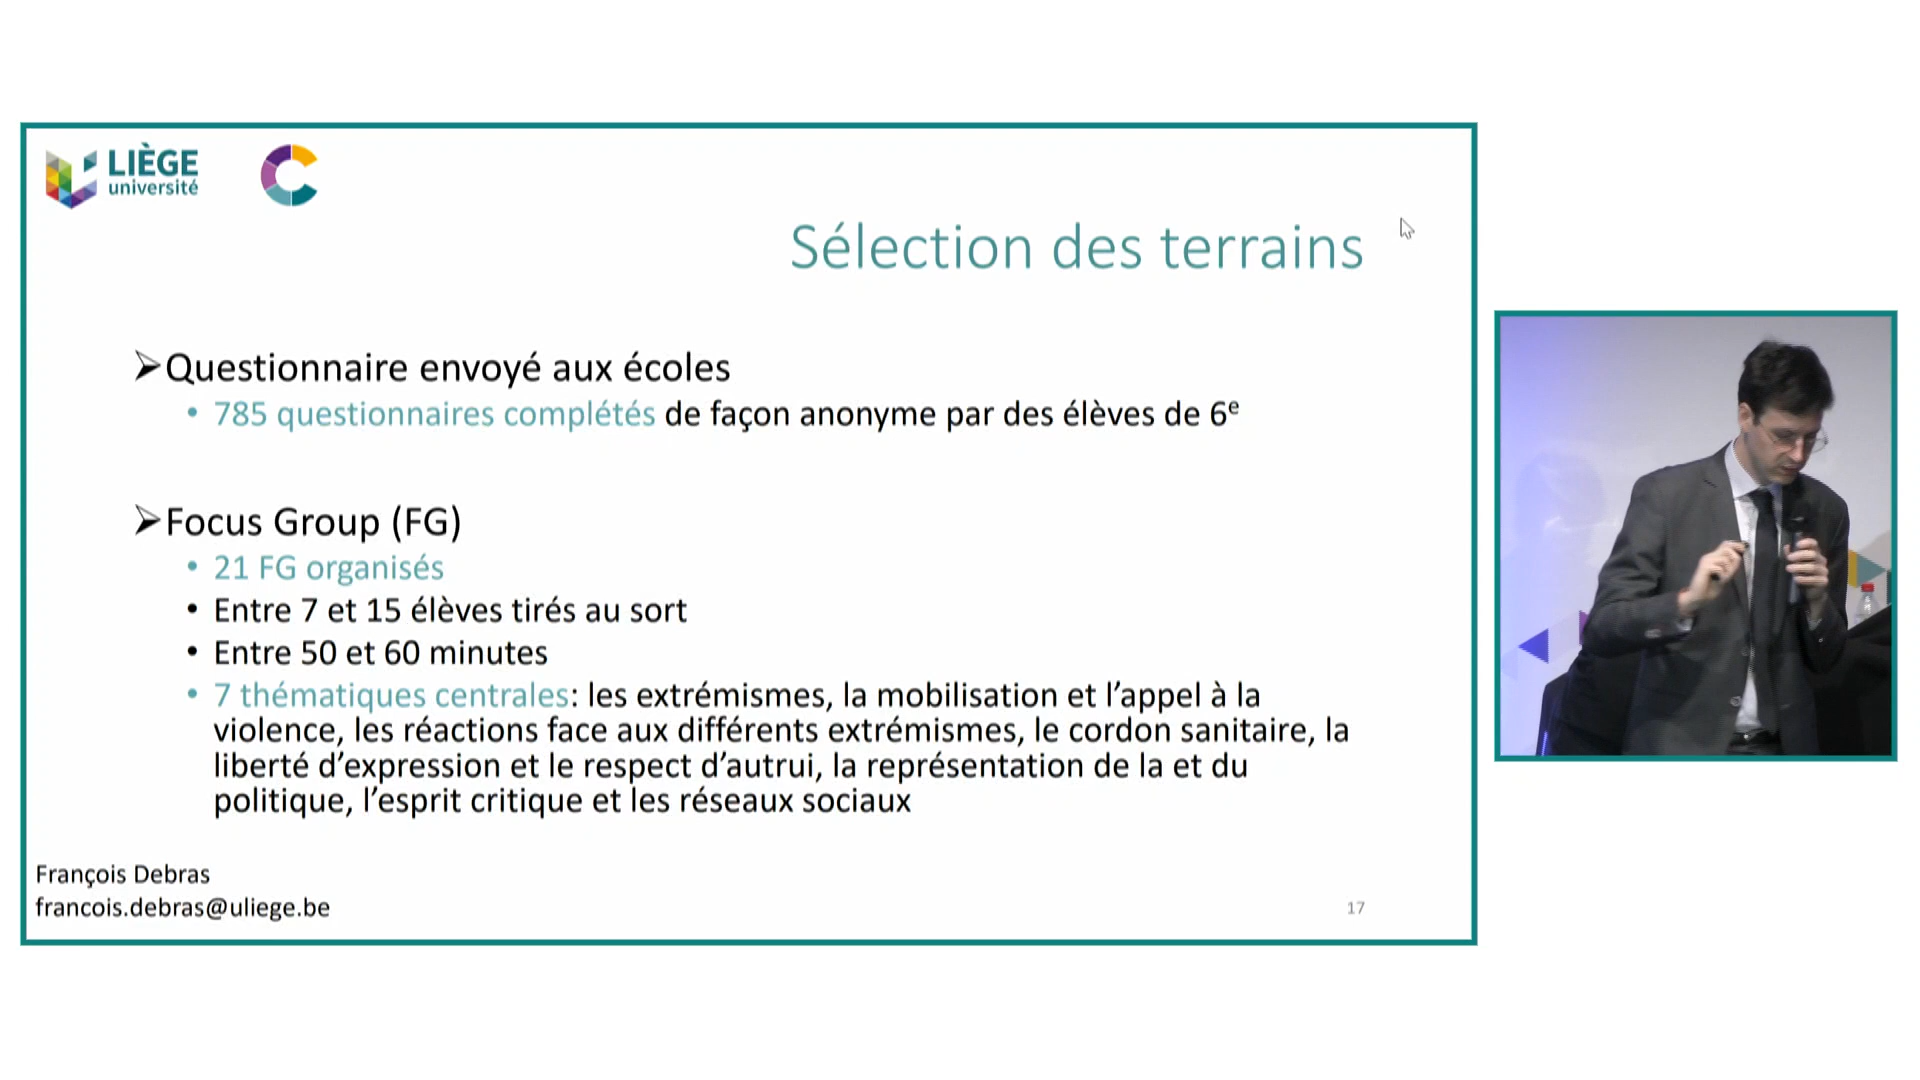 LIÈGE
université
Sélection des terrains
➢Questionnaire envoyé aux écoles
• 785 questionnaires complétés de façon anonyme par des élèves de 6ᵉ
➢Focus Group (FG)
• 21 FG organisés
• Entre 7 et 15 élèves tirés au sort
• Entre 50 et 60 minutes
• 7 thématiques centrales: les extrémismes, la mobilisation et l’appel à la
violence, les réactions face aux différents extrémismes, le cordon sanitaire, la
liberté d’expression et le respect d’autrui, la représentation de la et du
politique, l’esprit critique et les réseaux sociaux
François Debras
francois.debras@uliege.be
17